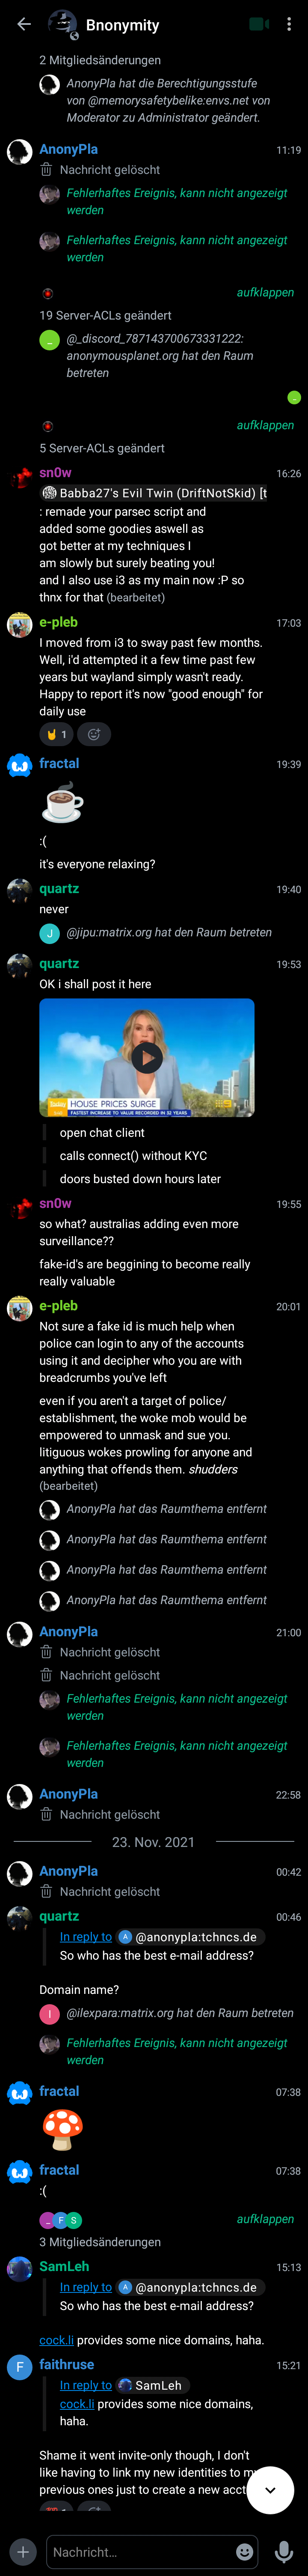 Bnonymity
2 Mitgliedsänderungen
AnonyPla hat die Berechtigungsstufe
von @memorysafetybelike:envs.net von
Moderator zu Administrator geändert.
AnonyPla 11:19
Nachricht gelöscht
Fehlerhaftes Ereignis, kann nicht angezeigt
werden
Fehlerhaftes Ereignis, kann nicht angezeigt
werden
aufklappen
19 Server-ACLs geändert
@_discord_787143700673331222:
anonymousplanet.org hat den Raum
betreten
aufklappen
5 Server-ACLs geändert
sn0w 16:26
Babba27's Evil Twin (DriftNotSkid) [t
: remade your parsec script and
added some goodies aswell as
got better at my techniques I
am slowly but surely beating you!
and I also use i3 as my main now :P so
thnx for that (bearbeitet)
e-pleb 17:03
I moved from i3 to sway past few months.
Well, i'd attempted it a few time past few
years but wayland simply wasn't ready.
Happy to report it's now "good enough" for
daily use
1
fractal 19:39
:(
it's everyone relaxing?
quartz 19:40
never
J @jipu:matrix.org hat den Raum betreten
quartz 19:53
OK i shall post it here
Today
HOUSE PRICES SURGE
FASTEST INCREASE TO VALUE RECORDED IN 32 YEARS
open chat client
calls connect() without KYC
doors busted down hours later
sn0w 19:55
so what? australias adding even more
surveillance??
fake-id's are beggining to become really
really valuable
e-pleb 20:01
Not sure a fake id is much help when
police can login to any of the accounts
using it and decipher who you are with
breadcrumbs you've left
even if you aren't a target of police/
establishment, the woke mob would be
empowered to unmask and sue you.
litiguous wokes prowling for anyone and
anything that offends them. shudders
(bearbeitet)
AnonyPla hat das Raumthema entfernt
AnonyPla hat das Raumthema entfernt
AnonyPla hat das Raumthema entfernt
AnonyPla hat das Raumthema entfernt
AnonyPla 21:00
Nachricht gelöscht
Nachricht gelöscht
Fehlerhaftes Ereignis, kann nicht angezeigt
werden
Fehlerhaftes Ereignis, kann nicht angezeigt
werden
AnonyPla 22:58
Nachricht gelöscht
23. Nov. 2021
AnonyPla 00:42
Nachricht gelöscht
quartz 00:46
In reply to A @anonypla:tchncs.de
So who has the best e-mail address?
Domain name?
I @ilexpara:matrix.org hat den Raum betreten
Fehlerhaftes Ereignis, kann nicht angezeigt
werden
fractal 07:38
fractal 07:38
:(
_ F S aufklappen
3 Mitgliedsänderungen
SamLeh 15:13
In reply to A @anonypla:tchncs.de
So who has the best e-mail address?
cock.li provides some nice domains, haha.
F faithruse 15:21
In reply to SamLeh
cock.li provides some nice domains,
haha.
Shame it went invite-only though, I don't
like having to link my new identities to my
previous ones just to create a new acct
Nachricht…